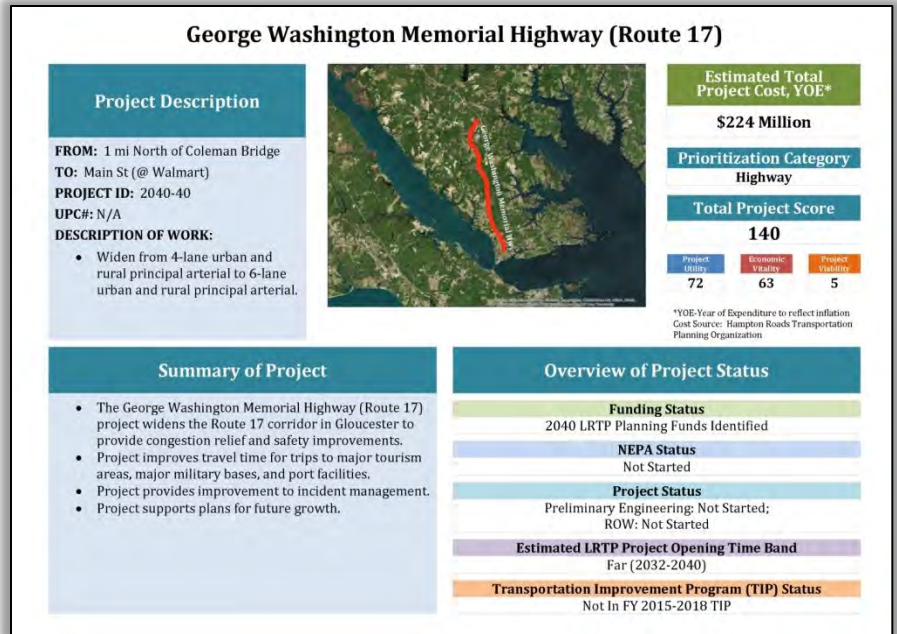 George Washington Memorial Highway (Route 17)
Project Description
FROM: 1 mi North of Coleman Bridge
TO: Main St (@ Walmart)
PROJECT ID: 2040-40
UPC#: N/A
DESCRIPTION OF WORK:
• Widen from 4-lane urban and
rural principal arterial to 6-lane
urban and rural principal arterial.
George Washington Memorial Hwy
Estimated Total
Project Cost, YOE*
$224 Million
Prioritization Category
Highway
Total Project Score
140
Project
Utility
72
Economic
Vitality
63
Project
Viability
5
*YOE-Year of Expenditure to reflect inflation
Cost Source: Hampton Roads Transportation
Planning Organization
Summary of Project
• The George Washington Memorial Highway (Route 17)
project widens the Route 17 corridor in Gloucester to
provide congestion relief and safety improvements.
• Project improves travel time for trips to major tourism
areas, major military bases, and port facilities.
• Project provides improvement to incident management.
• Project supports plans for future growth.
Overview of Project Status
Funding Status
2040 LRTP Planning Funds Identified
NEPA Status
Not Started
Project Status
Preliminary Engineering: Not Started;
ROW: Not Started
Estimated LRTP Project Opening Time Band
Far (2032-2040)
Transportation Improvement Program (TIP) Status
Not In FY 2015-2018 TIP